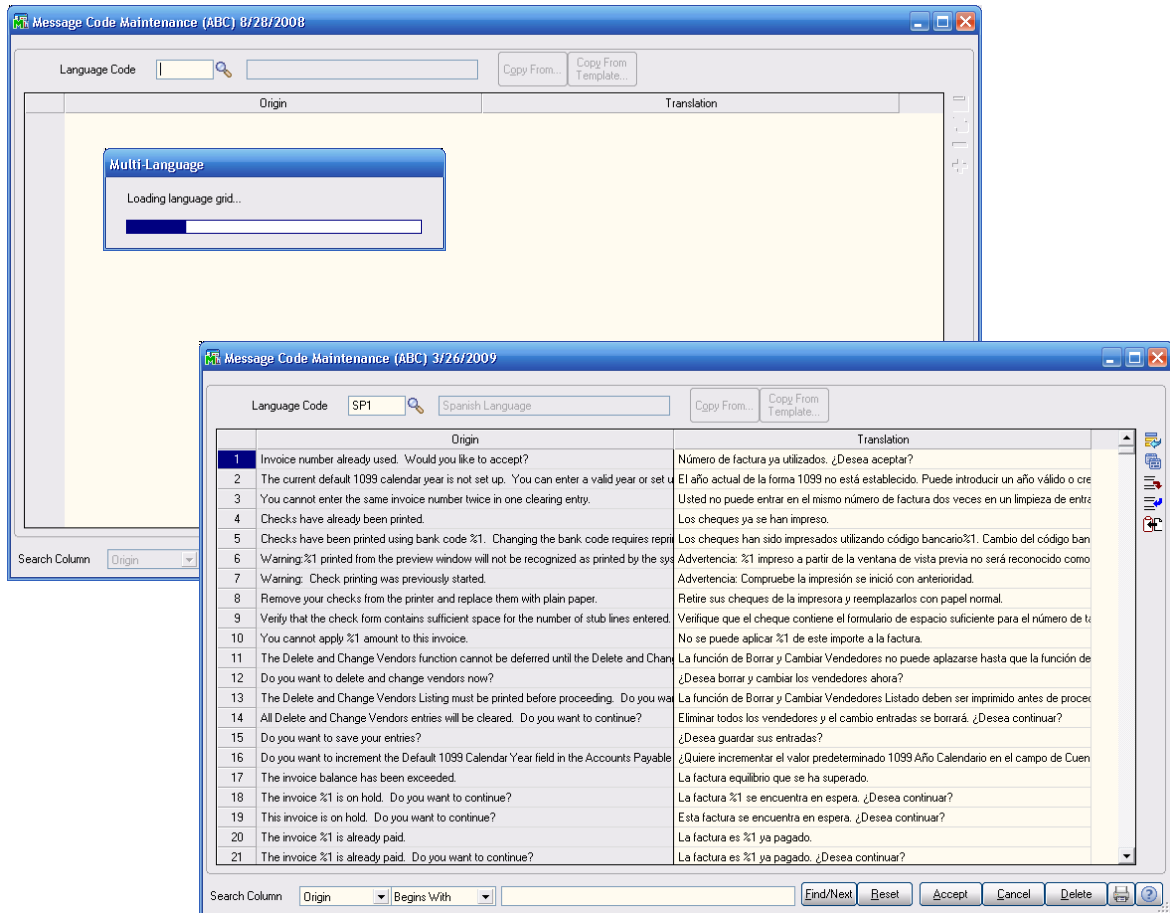 Message Code Maintenance (ABC) 8/28/2008
Language Code
Copy From...
Copy From
Template...
Origin Translation
Multi-Language
Loading language grid...
Search Column Origin
Message Code Maintenance (ABC) 3/26/2009
Language Code SP1 Spanish Language
Copy From...
Copy From
Template...
Origin Translation
1 Invoice number already used. Would you like to accept? Número de factura ya utilizados. ¿Desea aceptar?
2 The current default 1099 calendar year is not set up. You can enter a valid year or set u El año actual de la forma 1099 no está establecido. Puede introducir un año válido o cre
3 You cannot enter the same invoice number twice in one clearing entry. Usted no puede entrar en el mismo número de factura dos veces en un limpieza de entra
4 Checks have already been printed. Los cheques ya se han impreso.
5 Checks have been printed using bank code %1. Changing the bank code requires repri Los cheques han sido impresados utilizando código bancario%1. Cambio del código ban
6 Warning:%1 printed from the preview window will not be recognized as printed by the sys Advertencia: %1 impreso a partir de la ventana de vista previa no será reconocido como
7 Warning: Check printing was previously started. Advertencia: Compruebe la impresión se inició con anterioridad.
8 Remove your checks from the printer and replace them with plain paper. Retire sus cheques de la impresora y reemplazarlos con papel normal.
9 Verify that the check form contains sufficient space for the number of stub lines entered. Verifique que el cheque contiene el formulario de espacio suficiente para el número de ta
10 You cannot apply %1 amount to this invoice. No se puede aplicar %1 de este importe a la factura.
11 The Delete and Change Vendors function cannot be deferred until the Delete and Chan La función de Borrar y Cambiar Vendedores no puede aplazarse hasta que la función de
12 Do you want to delete and change vendors now? ¿Desea borrar y cambiar los vendedores ahora?
13 The Delete and Change Vendors Listing must be printed before proceeding. Do you wa La función de Borrar y Cambiar Vendedores Listado deben ser imprimido antes de proced
14 All Delete and Change Vendors entries will be cleared. Do you want to continue? Eliminar todos los vendedores y el cambio entradas se borrará. ¿Desea continuar?
15 Do you want to save your entries? ¿Desea guardar sus entradas?
16 Do you want to increment the Default 1099 Calendar Year field in the Accounts Payable ¿Quiere incrementar el valor predeterminado 1099 Año Calendario en el campo de Cuen
17 The invoice balance has been exceeded. La factura equilibrio que se ha superado.
18 The invoice %1 is on hold. Do you want to continue? La factura %1 se encuentra en espera. ¿Desea continuar?
19 This invoice is on hold. Do you want to continue? Esta factura se encuentra en espera. ¿Desea continuar?
20 The invoice %1 is already paid. La factura es %1 ya pagado.
21 The invoice %1 is already paid. Do you want to continue? La factura es %1 ya pagado. ¿Desea continuar?
Search Column Origin Begins With Find/Next Reset Accept Cancel Delete